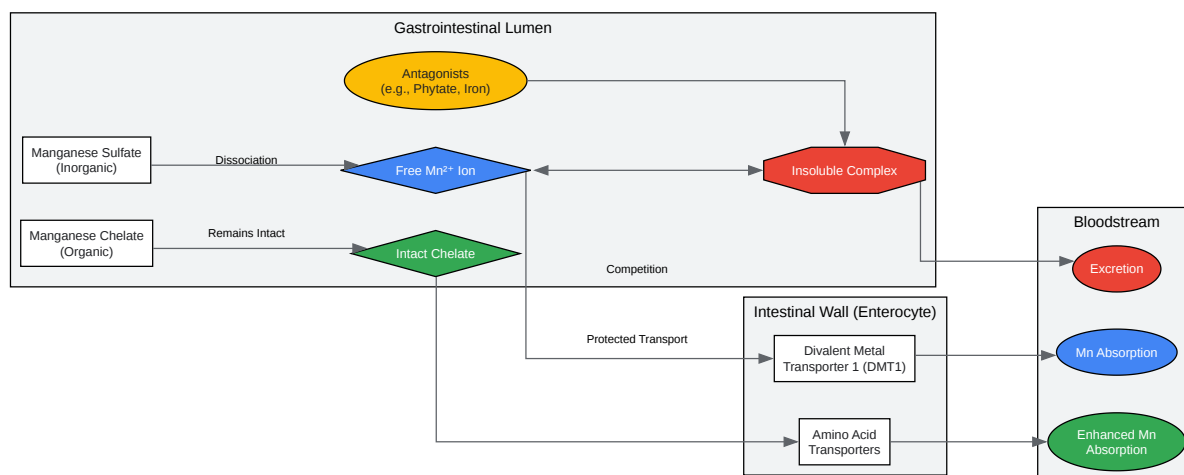 Gastrointestinal Lumen
Antagonists
(e.g., Phytate, Iron)
Manganese Sulfate
(Inorganic)
Dissociation
Free Mn²⁺ Ion
Insoluble Complex
Manganese Chelate
(Organic)
Remains Intact
Intact Chelate
Competition
Bloodstream
Excretion
Intestinal Wall (Enterocyte)
Protected Transport
Divalent Metal
Transporter 1 (DMT1)
Mn Absorption
Amino Acid
Transporters
Enhanced Mn
Absorption